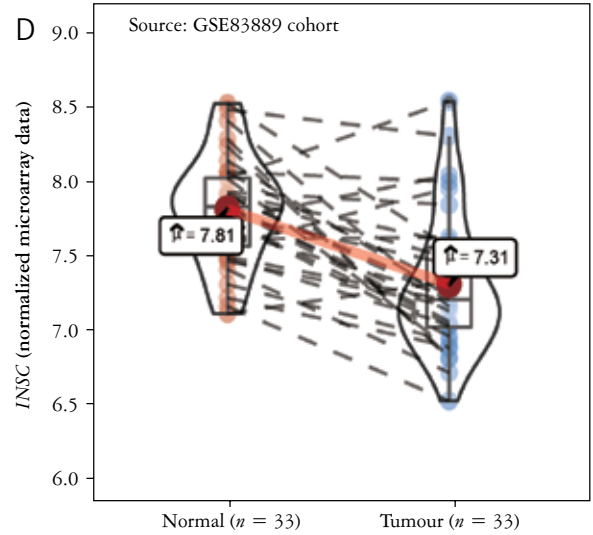 D
Source: GSE83889 cohort
INSC (normalized microarray data)
9.0
8.5
8.0
7.5
7.0
6.5
6.0
μ̂ = 7.81
μ̂ = 7.31
Normal (n = 33)
Tumour (n = 33)